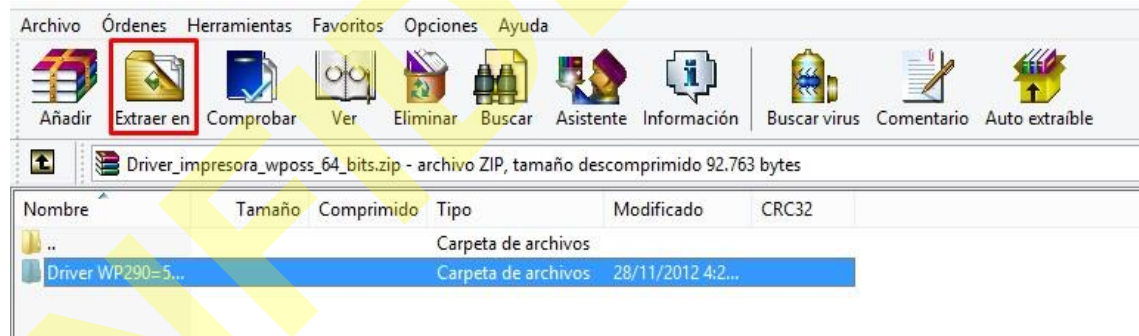 Archivo Órdenes Herramientas Favoritos Opciones Ayuda
Añadir Extraer en Comprobar Ver Eliminar Buscar Asistente Información Buscar virus Comentario Auto extraíble
Driver_impresora_wposs_64_bits.zip - archivo ZIP, tamaño descomprimido 92.763 bytes
Nombre Tamaño Comprimido Tipo Modificado CRC32
.. Carpeta de archivos
Driver WP290=5... Carpeta de archivos 28/11/2012 4:2...